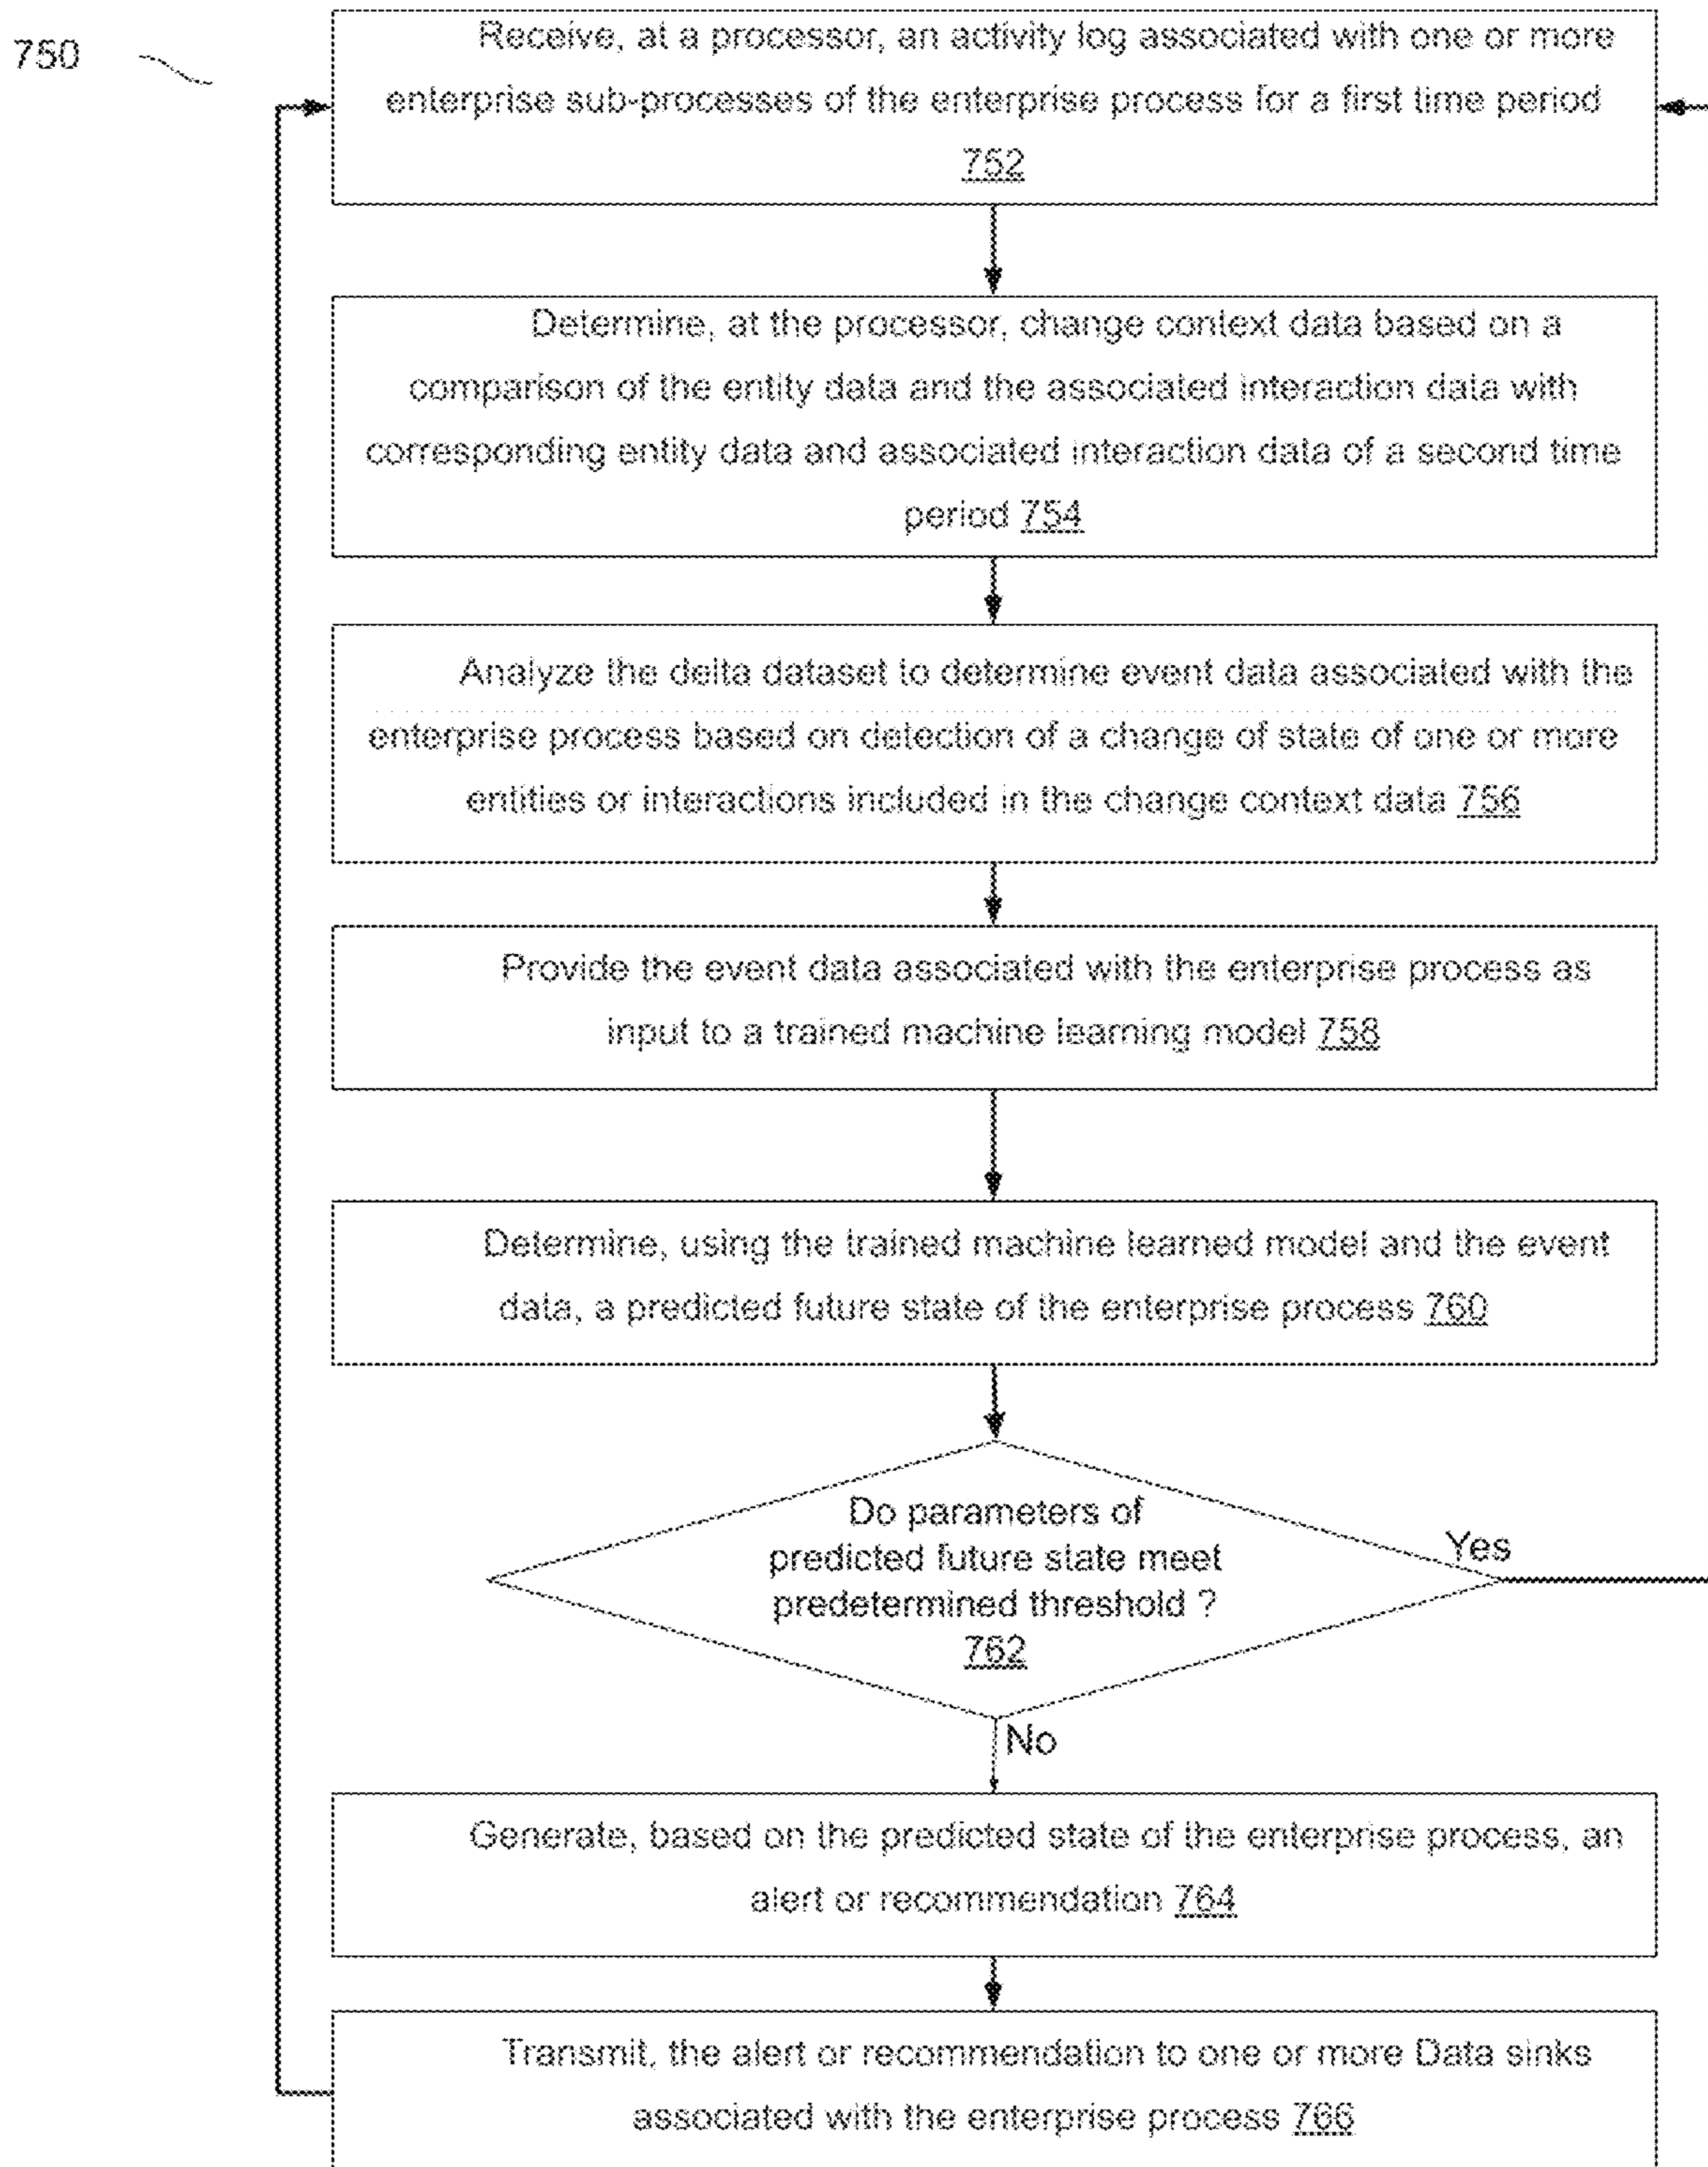 750
Receive, at a processor, an activity log associated with one or more
enterprise sub-processes of the enterprise process for a first time period
752
Determine, at the processor, change context data based on a
comparison of the entity data and the associated interaction data with
corresponding entity data and associated interaction data of a second time
period 754
Analyze the delta dataset to determine event data associated with the
enterprise process based on detection of a change of state of one or more
entities or interactions included in the change context data 756
Provide the event data associated with the enterprise process as
input to a trained machine learning model 758
Determine, using the trained machine learned model and the event
data, a predicted future state of the enterprise process 760
Do parameters of
predicted future state meet
predetermined threshold ?
762
Yes
No
Generate, based on the predicted state of the enterprise process, an
alert or recommendation 764
Transmit, the alert or recommendation to one or more Data sinks
associated with the enterprise process 766